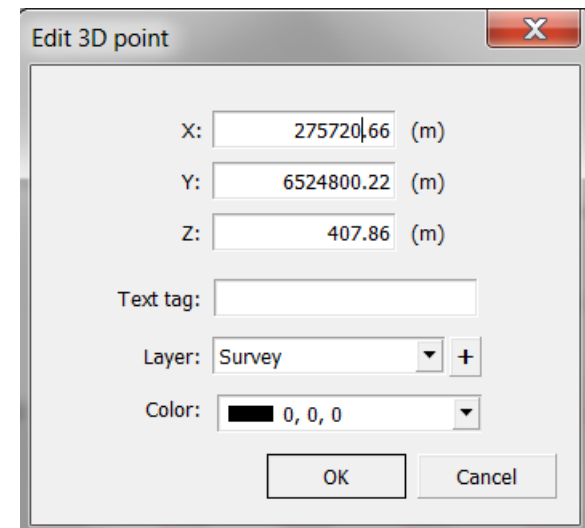 Edit 3D point
X: 275720.66 (m)
Y: 6524800.22 (m)
Z: 407.86 (m)
Text tag:
Layer: Survey +
Color: 0, 0, 0
OK Cancel